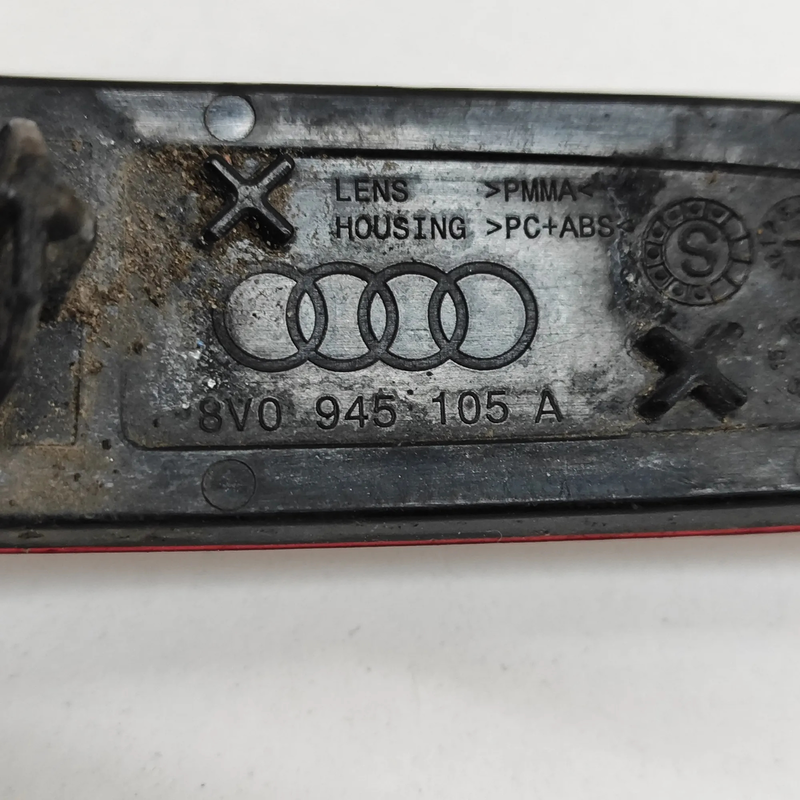 LENS >PMMA<
HOUSING >PC+ABS<
S
8V0 945 105 A